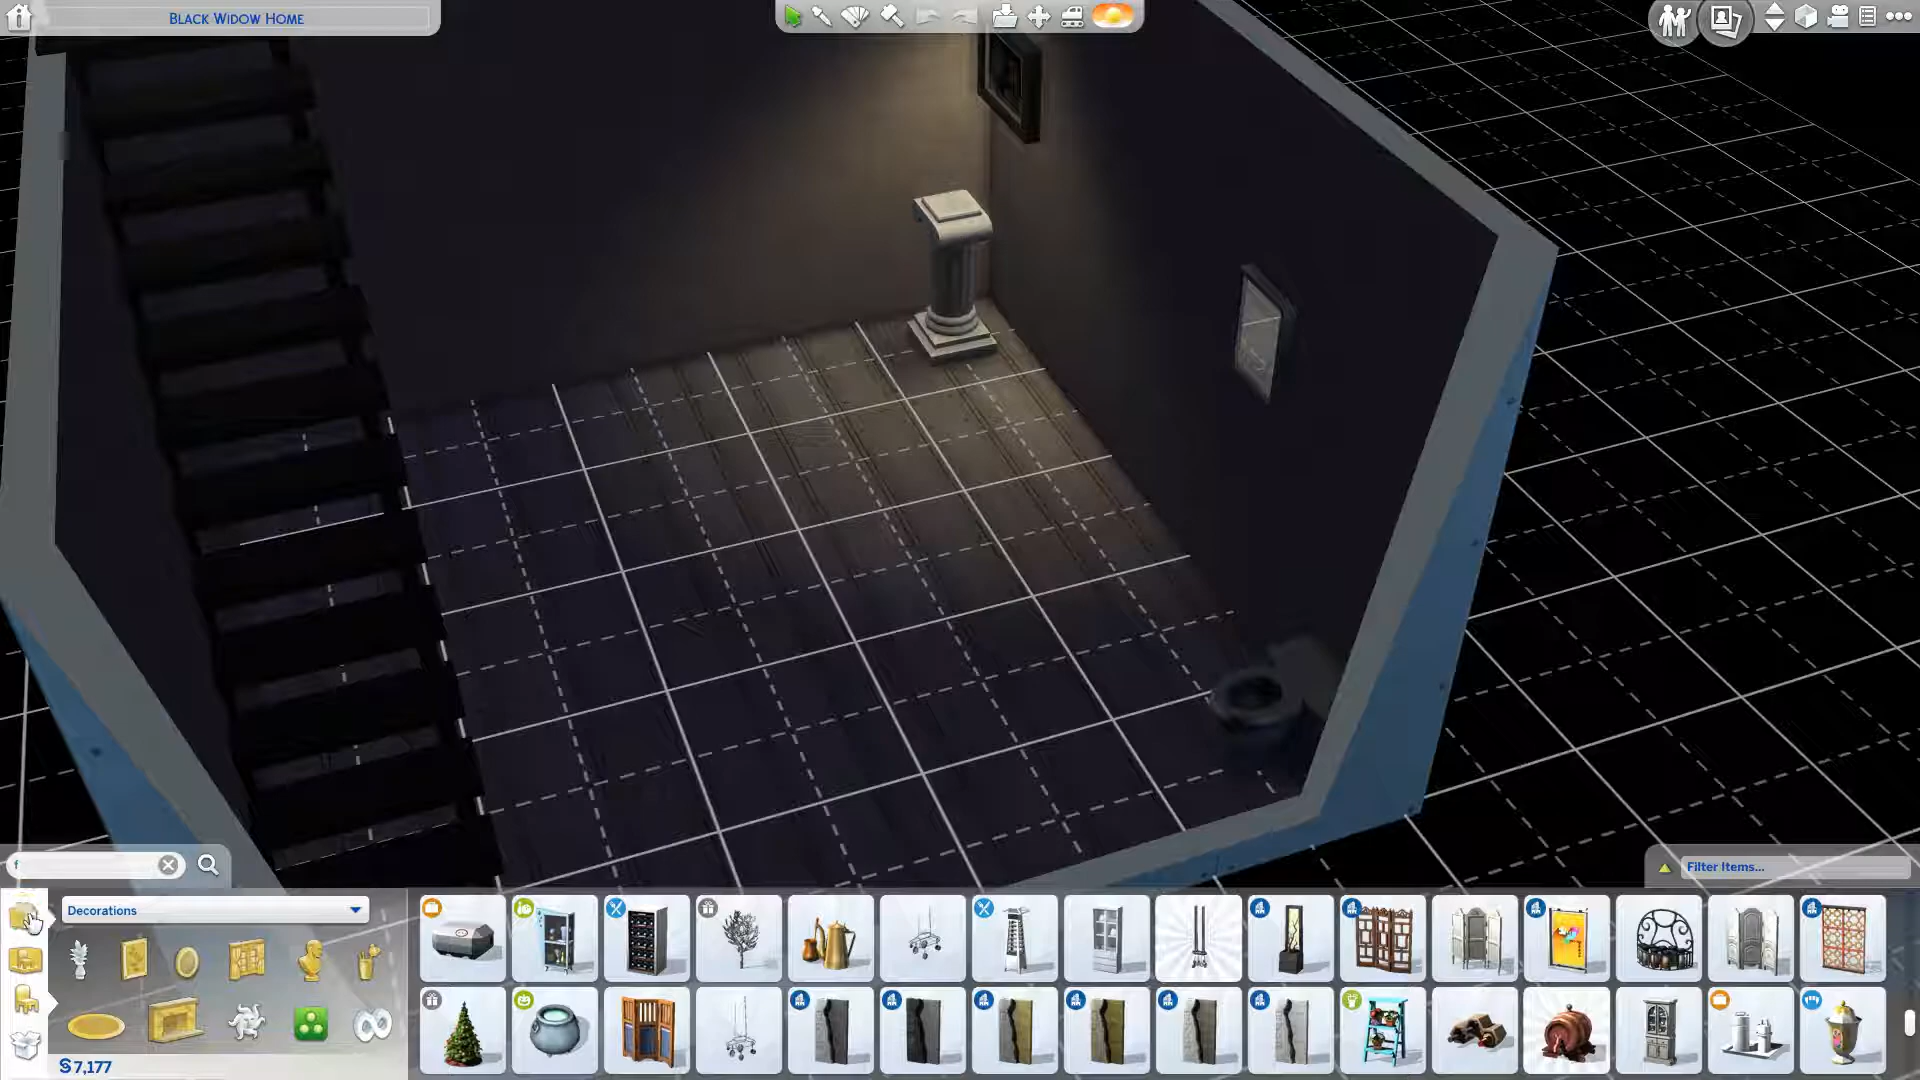 BLACK WIDOW HOME
f
Filter Items...
Decorations
§7,177